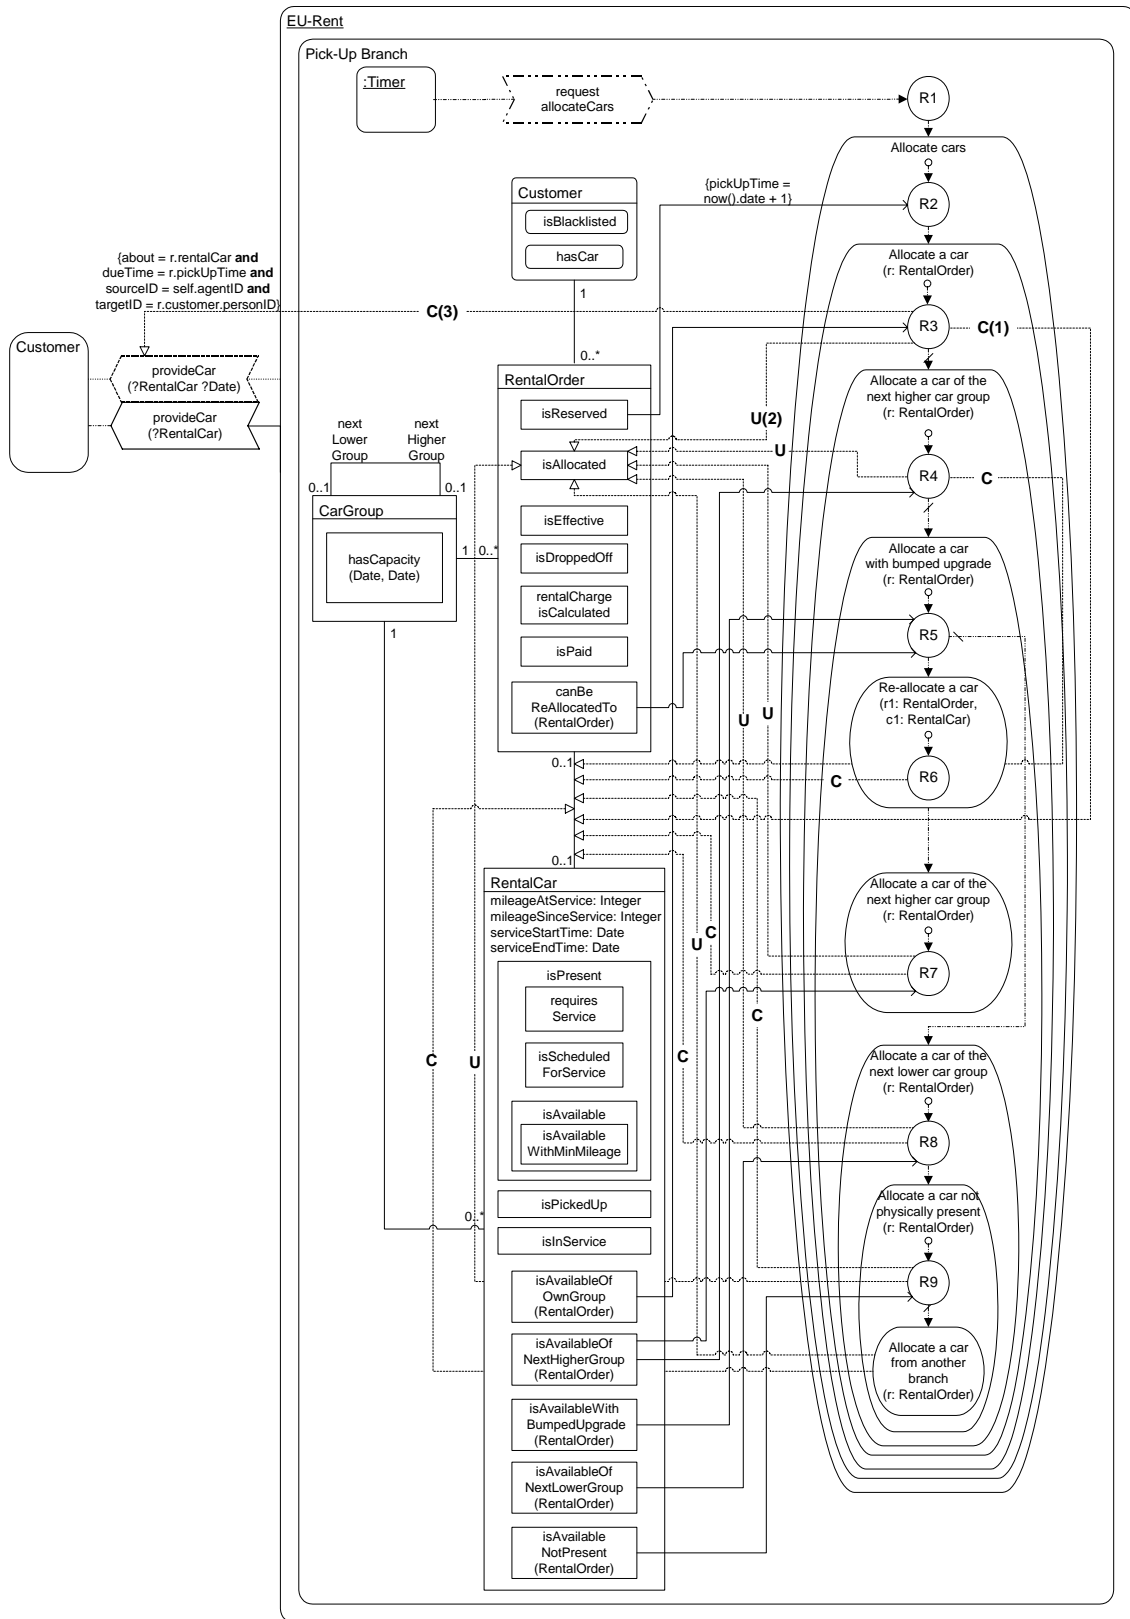 EU-Rent
Pick-Up Branch
:Timer
request
allocateCars
R1
Allocate cars
{pickUpTime =
now().date + 1}
R2
Customer
isBlacklisted
hasCar
1
0..*
Allocate a car
(r: RentalOrder)
{about = r.rentalCar and
dueTime = r.pickUpTime and
sourceID = self.agentID and
targetID = r.customer.personID}
C(3)
R3
C(1)
Customer
provideCar
(?RentalCar ?Date)
provideCar
(?RentalCar)
RentalOrder
isReserved
isAllocated
isEffective
isDroppedOff
rentalCharge
isCalculated
isPaid
canBe
ReAllocatedTo
(RentalOrder)
0..1
U(2)
U
Allocate a car of the
next higher car group
(r: RentalOrder)
R4
C
next
Lower
Group
next
Higher
Group
0..1
0..1
CarGroup
hasCapacity
(Date, Date)
1
0..*
1
Allocate a car
with bumped upgrade
(r: RentalOrder)
R5
Re-allocate a car
(r1: RentalOrder,
c1: RentalCar)
R6
U
U
C
0..1
RentalCar
mileageAtService: Integer
mileageSinceService: Integer
serviceStartTime: Date
serviceEndTime: Date
isPresent
requires
Service
isScheduled
ForService
isAvailable
isAvailable
WithMinMileage
isPickedUp
0..*
isInService
isAvailableOf
OwnGroup
(RentalOrder)
isAvailableOf
NextHigherGroup
(RentalOrder)
isAvailableWith
BumpedUpgrade
(RentalOrder)
isAvailableOf
NextLowerGroup
(RentalOrder)
isAvailable
NotPresent
(RentalOrder)
C
U
U
C
C
C
Allocate a car of the
next higher car group
(r: RentalOrder)
R7
Allocate a car of the
next lower car group
(r: RentalOrder)
R8
Allocate a car not
physically present
(r: RentalOrder)
R9
Allocate a car
from another
branch
(r: RentalOrder)